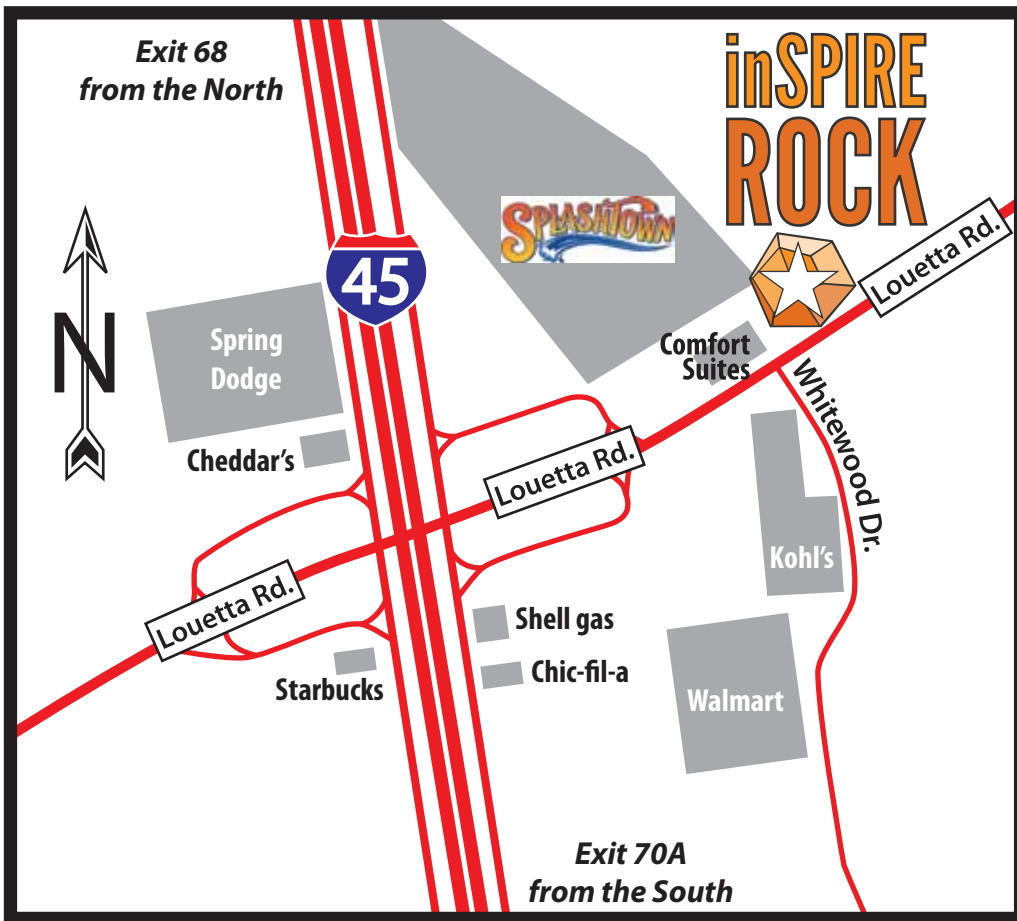 Exit 68
from the North
inSPIRE
ROCK
SPLASHTOWN
Louetta Rd.
45
N
Spring
Dodge
Comfort
Suites
Whitewood Dr.
Cheddar's
Louetta Rd.
Kohl's
Louetta Rd.
Shell gas
Starbucks
Chic-fil-a
Walmart
Exit 70A
from the South